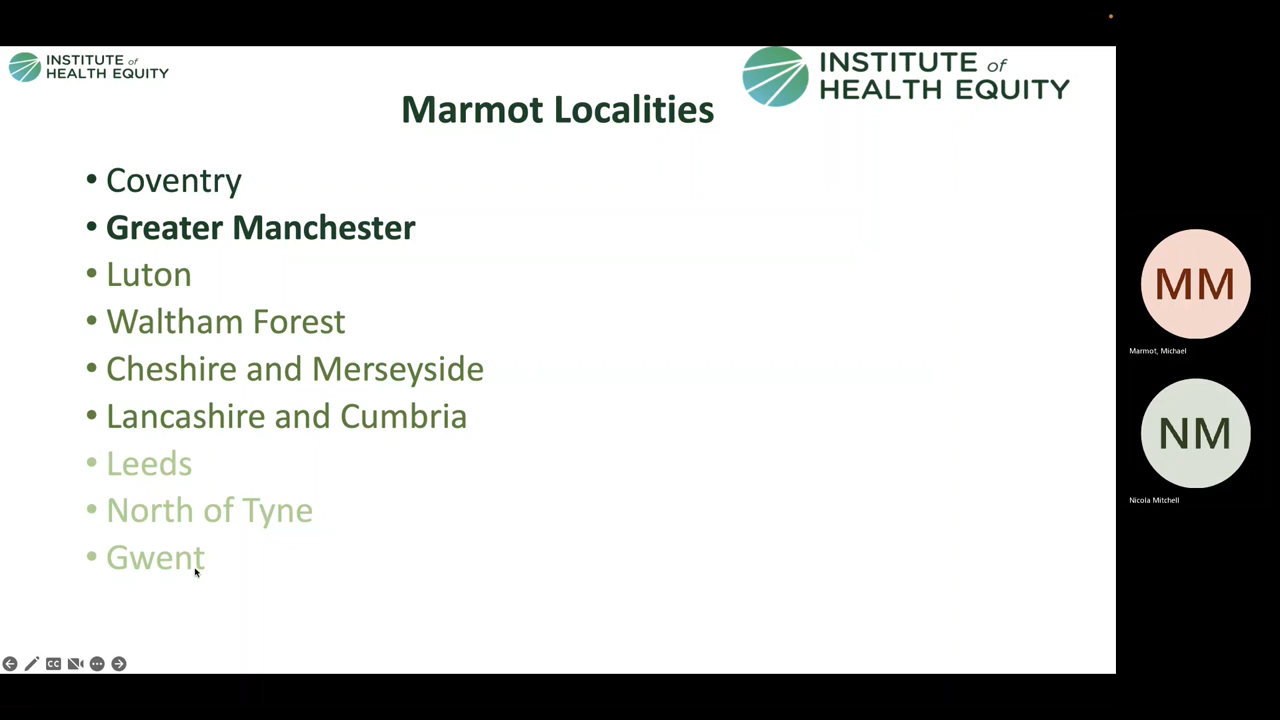 INSTITUTE of
HEALTH EQUITY
INSTITUTE of
HEALTH EQUITY
Marmot Localities
• Coventry
• Greater Manchester
• Luton
• Waltham Forest
• Cheshire and Merseyside
• Lancashire and Cumbria
• Leeds
• North of Tyne
• Gwent
CC
MM
Marmot, Michael
NM
Nicola Mitchell